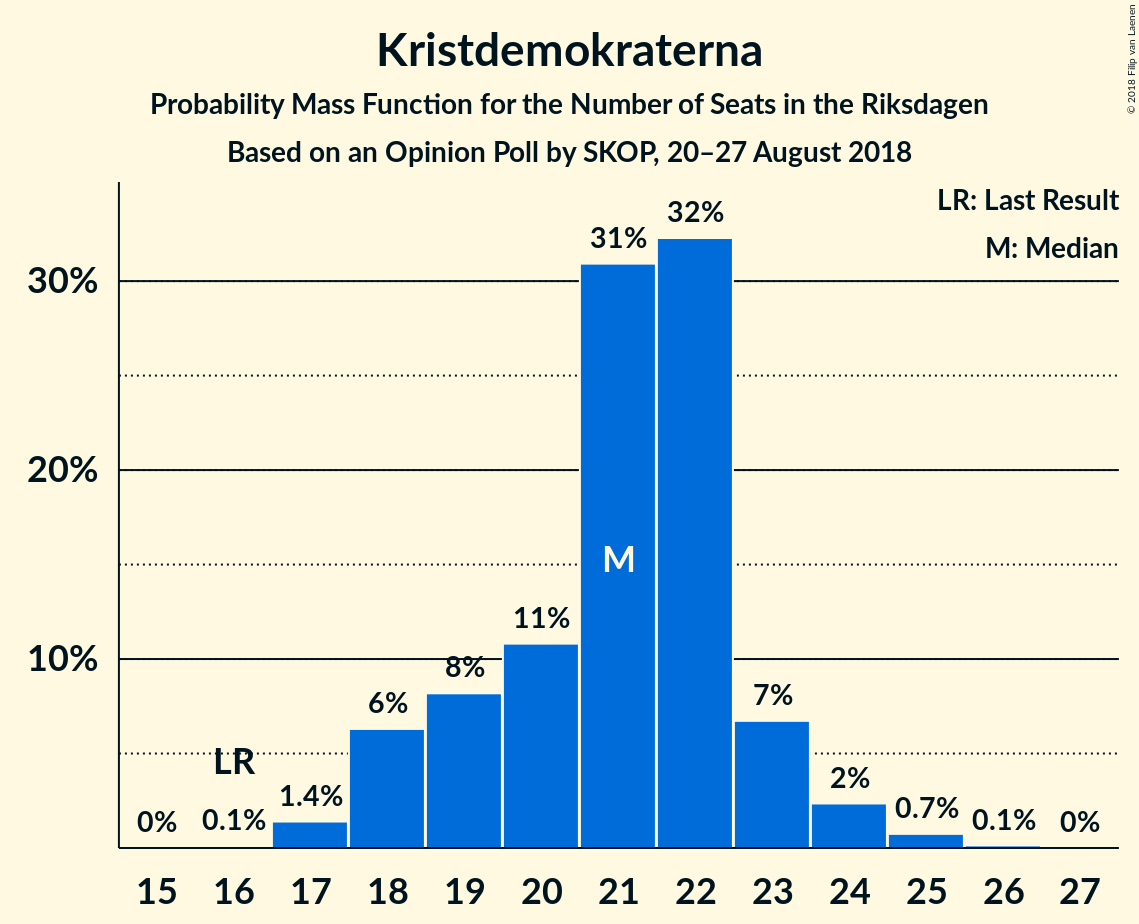 Kristdemokraterna
Probability Mass Function for the Number of Seats in the Riksdagen
Based on an Opinion Poll by SKOP, 20–27 August 2018
© 2018 Filip van Laenen
LR: Last Result
M: Median
30%
20%
10%
0%
0.1%
1.4%
6%
8%
11%
31%
32%
7%
2%
0.7%
0.1%
0%
LR
M
15 16 17 18 19 20 21 22 23 24 25 26 27